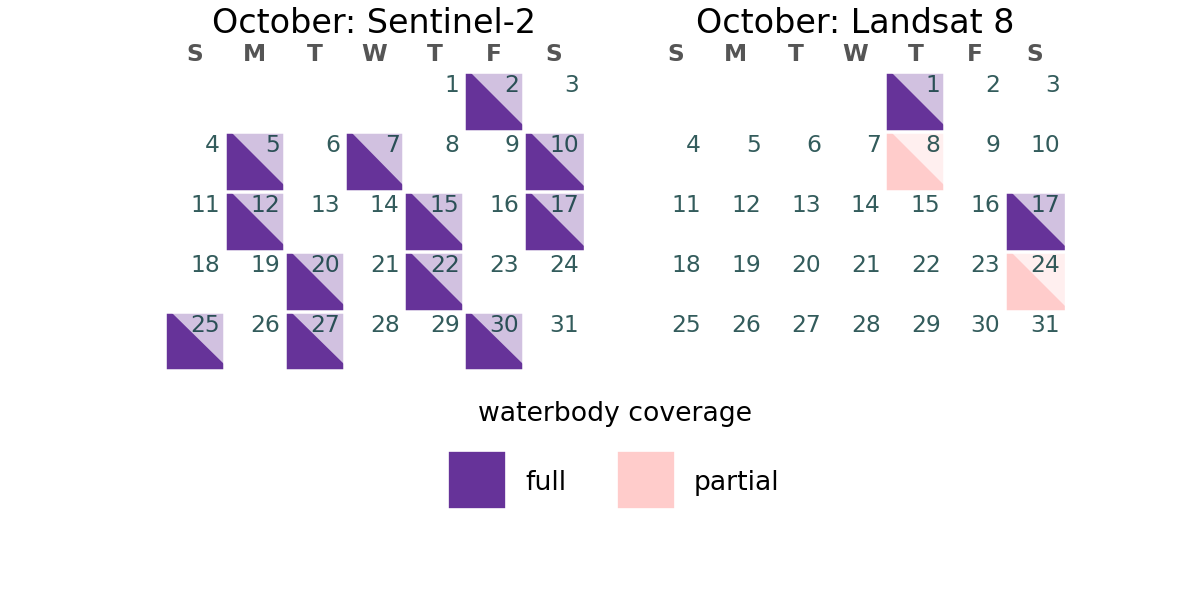 October: Sentinel-2
S M T W T F S
1 2 3
4 5 6 7 8 9 10
11 12 13 14 15 16 17
18 19 20 21 22 23 24
25 26 27 28 29 30 31
October: Landsat 8
S M T W T F S
1 2 3
4 5 6 7 8 9 10
11 12 13 14 15 16 17
18 19 20 21 22 23 24
25 26 27 28 29 30 31
waterbody coverage
full partial